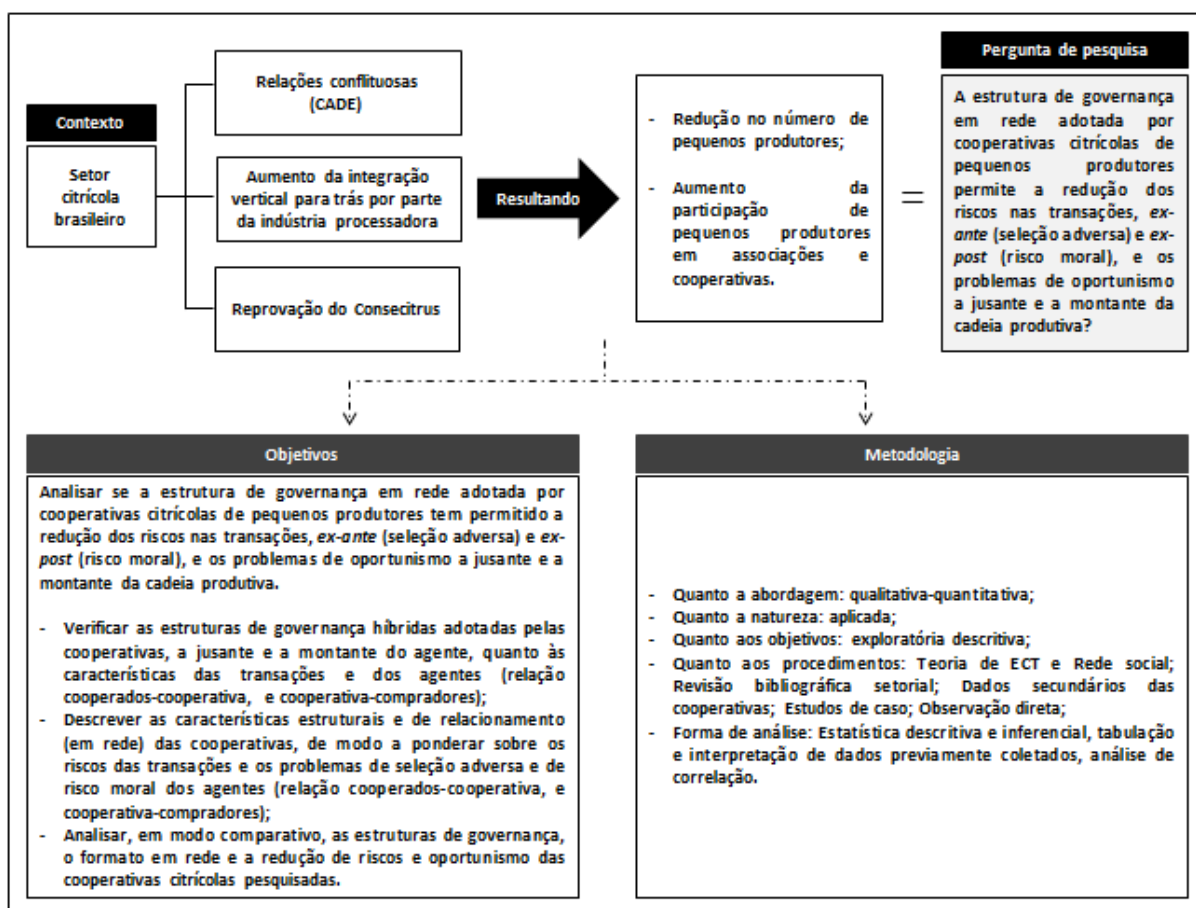 Contexto
Setor
citrícola
brasileiro
Relações conflituosas
(CADE)
Aumento da integração
vertical para trás por parte
da indústria processadora
Reprovação do Consecitrus
Resultando
- Redução no número de
pequenos produtores;
- Aumento da
participação de
pequenos produtores
em associações e
cooperativas.
=
Pergunta de pesquisa
A estrutura de governança
em rede adotada por
cooperativas citrícolas de
pequenos produtores
permite a redução dos
riscos nas transações, ex-
ante (seleção adversa) e ex-
post (risco moral), e os
problemas de oportunismo
a jusante e a montante da
cadeia produtiva?
Objetivos
Analisar se a estrutura de governança em rede adotada por
cooperativas citrícolas de pequenos produtores tem permitido a
redução dos riscos nas transações, ex-ante (seleção adversa) e ex-
post (risco moral), e os problemas de oportunismo a jusante e a
montante da cadeia produtiva.
- Verificar as estruturas de governança híbridas adotadas pelas
cooperativas, a jusante e a montante do agente, quanto às
características das transações e dos agentes (relação
cooperados-cooperativa, e cooperativa-compradores);
- Descrever as características estruturais e de relacionamento
(em rede) das cooperativas, de modo a ponderar sobre os
riscos das transações e os problemas de seleção adversa e de
risco moral dos agentes (relação cooperados-cooperativa, e
cooperativa-compradores);
- Analisar, em modo comparativo, as estruturas de governança,
o formato em rede e a redução de riscos e oportunismo das
cooperativas citrícolas pesquisadas.
Metodologia
- Quanto a abordagem: qualitativa-quantitativa;
- Quanto a natureza: aplicada;
- Quanto aos objetivos: exploratória descritiva;
- Quanto aos procedimentos: Teoria de ECT e Rede social;
Revisão bibliográfica setorial; Dados secundários das
cooperativas; Estudos de caso; Observação direta;
- Forma de análise: Estatística descritiva e inferencial, tabulação
e interpretação de dados previamente coletados, análise de
correlação.